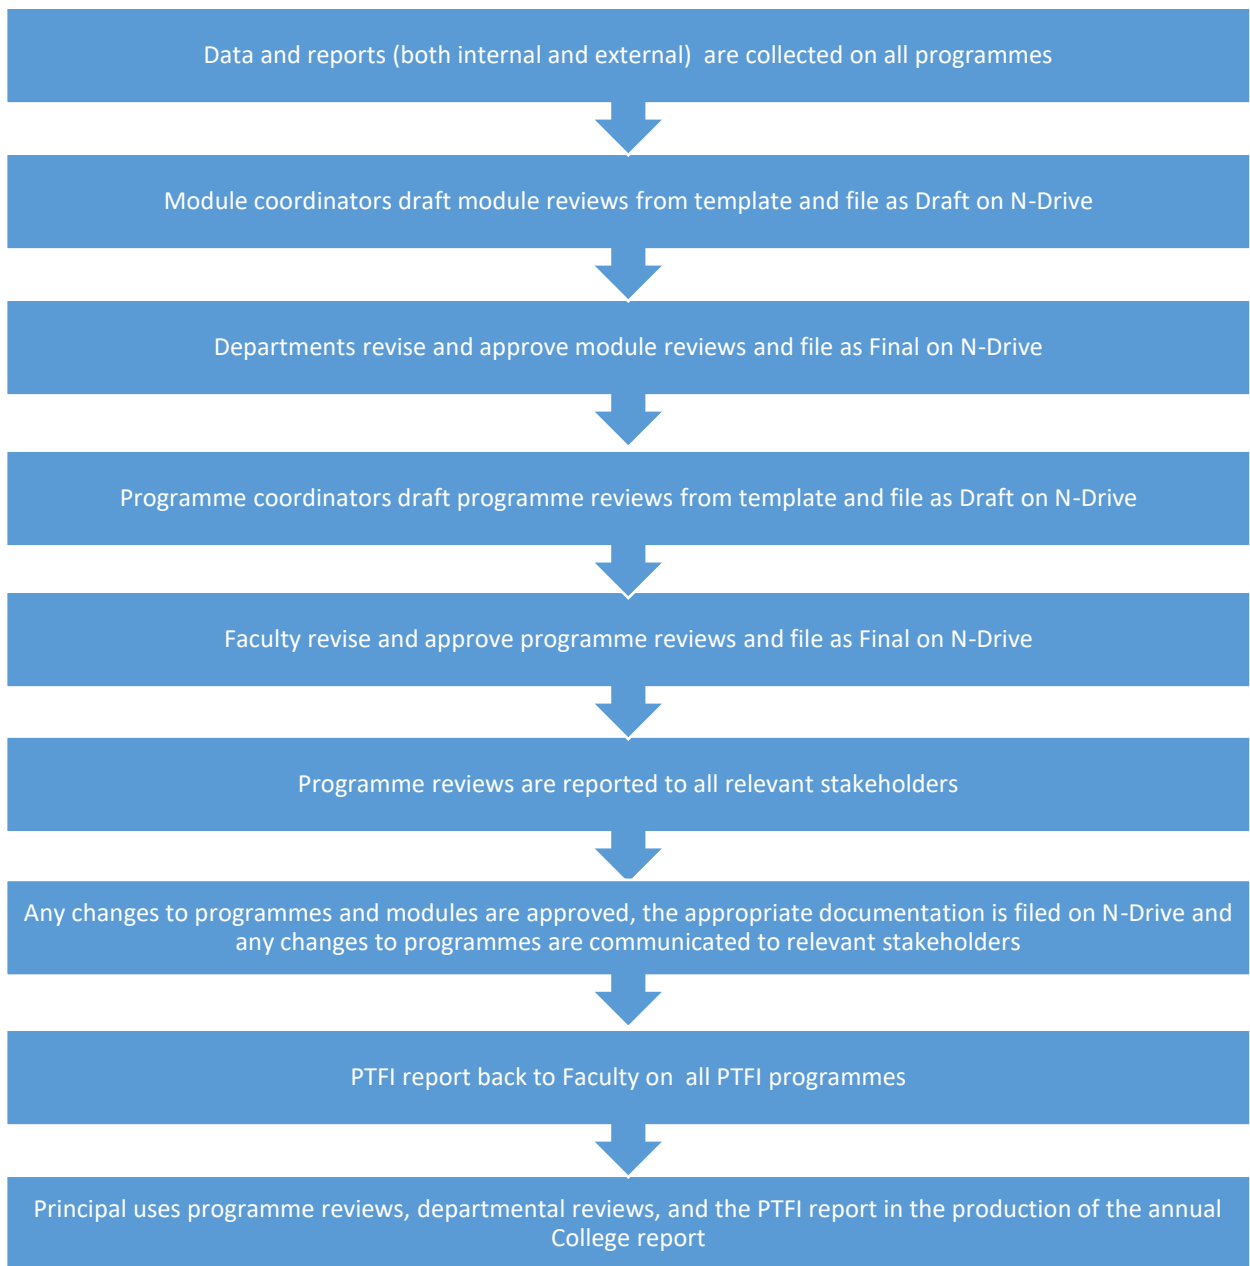 Data and reports (both internal and external)  are collected on all programmes
Module coordinators draft module reviews from template and file as Draft on N-Drive
Departments revise and approve module reviews and file as Final on N-Drive
Programme coordinators draft programme reviews from template and file as Draft on N-Drive
Faculty revise and approve programme reviews and file as Final on N-Drive
Programme reviews are reported to all relevant stakeholders
Any changes to programmes and modules are approved, the appropriate documentation is filed on N-Drive and
any changes to programmes are communicated to relevant stakeholders
PTFI report back to Faculty on  all PTFI programmes
Principal uses programme reviews, departmental reviews, and the PTFI report in the production of the annual
College report